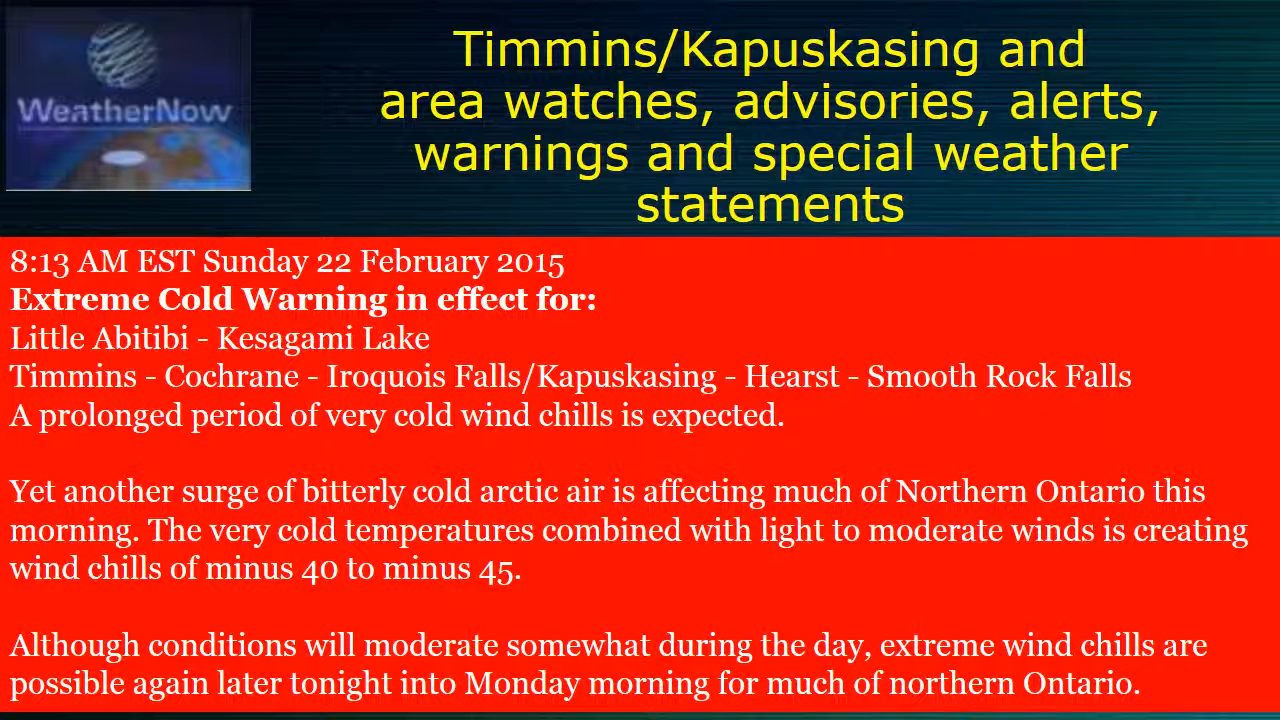 WeatherNow
Timmins/Kapuskasing and
area watches, advisories, alerts,
warnings and special weather
statements
8:13 AM EST Sunday 22 February 2015
Extreme Cold Warning in effect for:
Little Abitibi - Kesagami Lake
Timmins - Cochrane - Iroquois Falls/Kapuskasing - Hearst - Smooth Rock Falls
A prolonged period of very cold wind chills is expected.
Yet another surge of bitterly cold arctic air is affecting much of Northern Ontario this
morning. The very cold temperatures combined with light to moderate winds is creating
wind chills of minus 40 to minus 45.
Although conditions will moderate somewhat during the day, extreme wind chills are
possible again later tonight into Monday morning for much of northern Ontario.